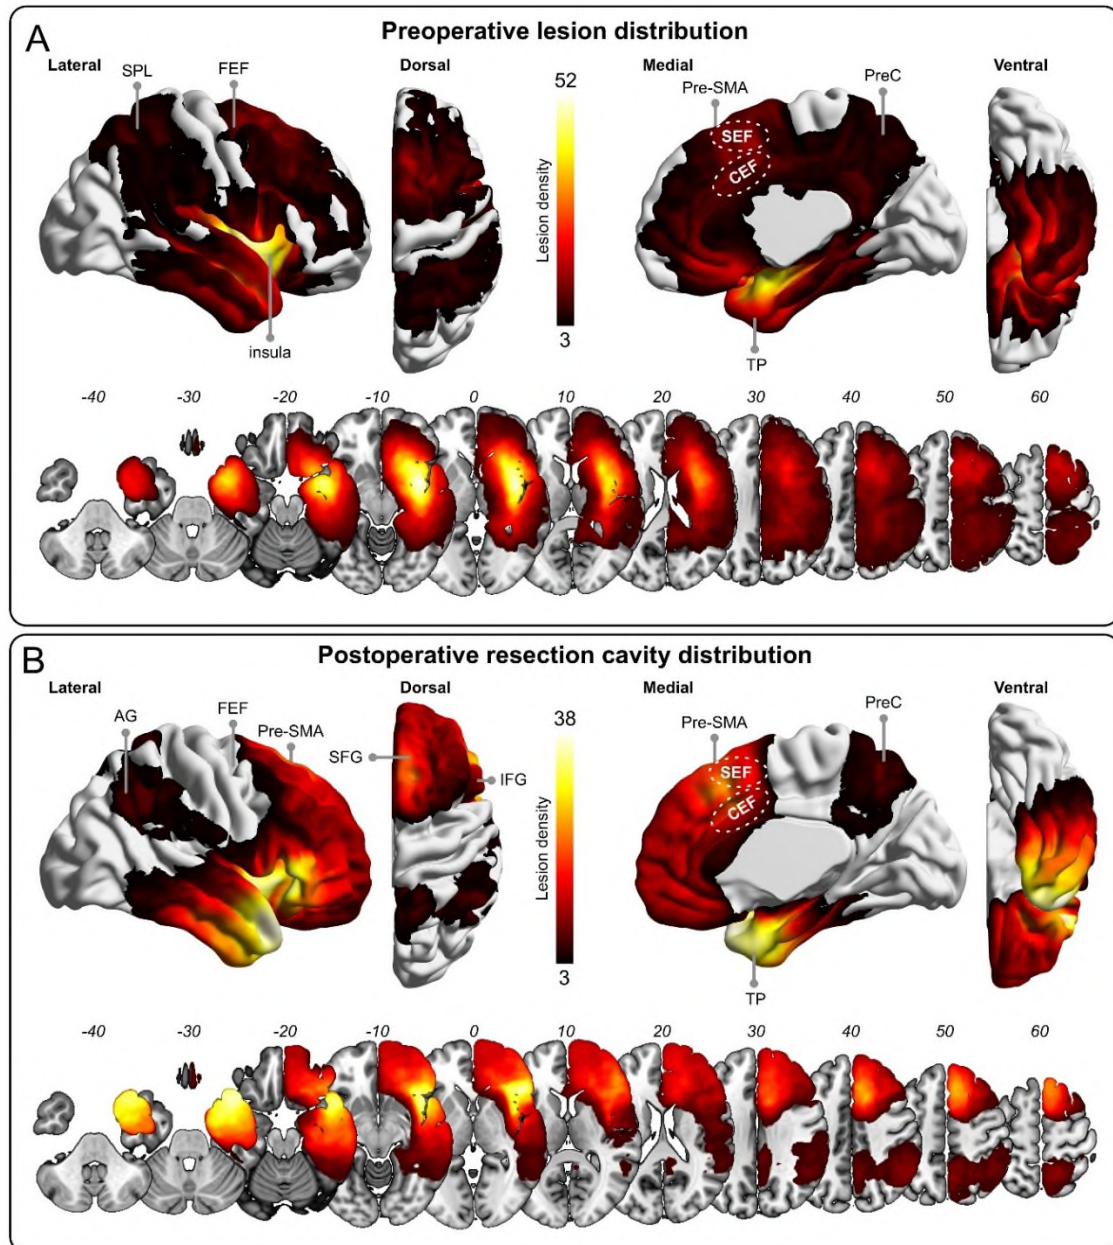 A
Preoperative lesion distribution
Lateral Dorsal Medial Ventral
SPL FEF 52 Pre-SMA PreC
SEF
CEF
Lesion density
insula 3 TP
-40 -30 -20 -10 0 10 20 30 40 50 60
B
Postoperative resection cavity distribution
Lateral Dorsal Medial Ventral
AG FEF Pre-SMA 38 Pre-SMA PreC
SFG IFG
SEF
CEF
Lesion density
3 TP
-40 -30 -20 -10 0 10 20 30 40 50 60